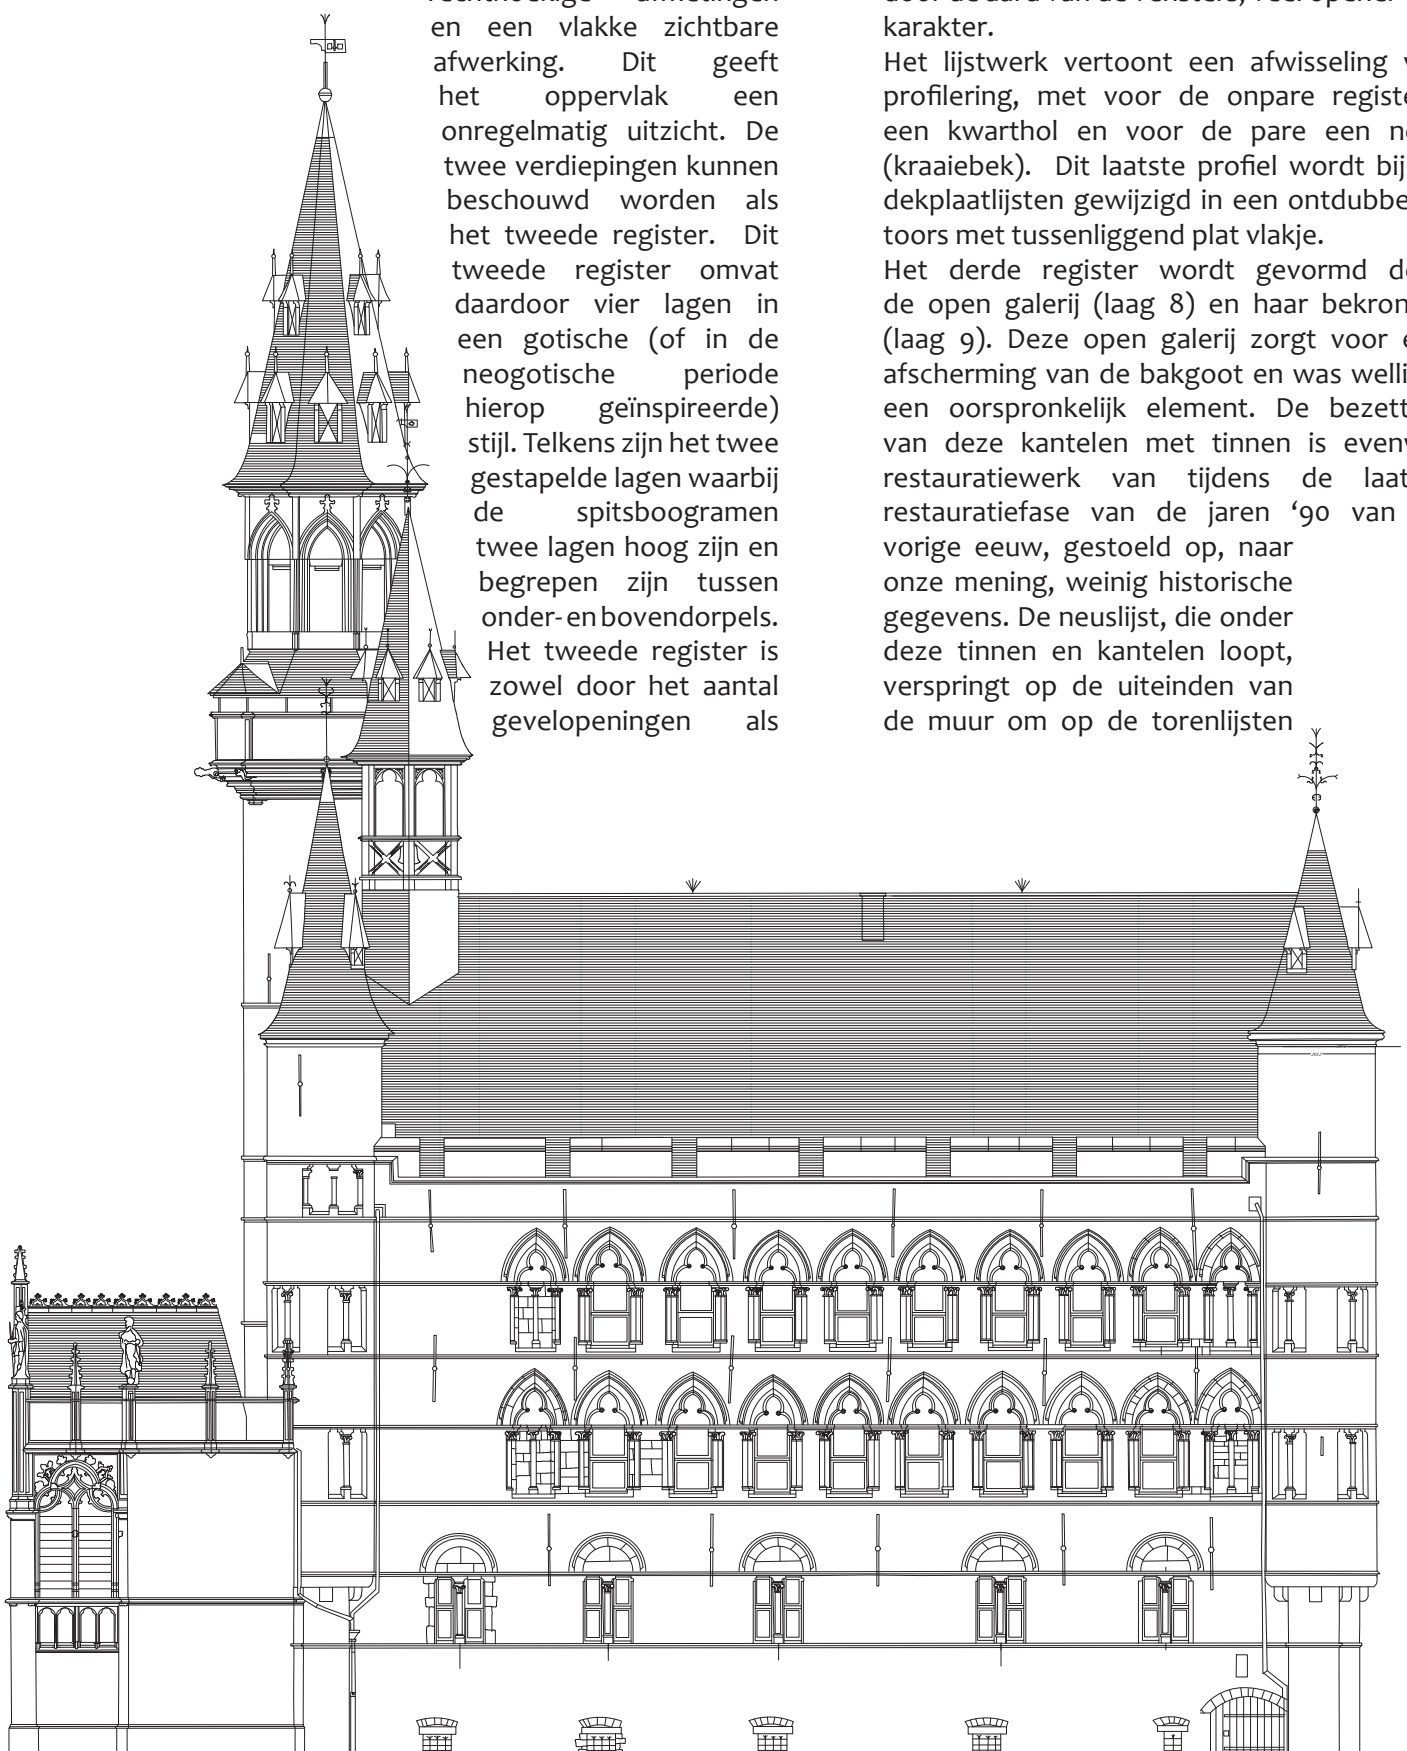 en een vlakke zichtbare
afwerking. Dit geeft
het oppervlak een
onregelmatig uitzicht. De
twee verdiepingen kunnen
beschouwd worden als
het tweede register. Dit
tweede register omvat
daardoor vier lagen in
een gotische (of in de
neogotische periode
hierop geïnspireerde)
stijl. Telkens zijn het twee
gestapelde lagen waarbij
de spitsboogramen
twee lagen hoog zijn en
begrepen zijn tussen
onder- en bovendorpels.
Het tweede register is
zowel door het aantal
gevelopeningen als
karakter.
Het lijstwerk vertoont een afwisseling
profilering, met voor de onpare
een kwarthol en voor de pare een
(kraaiebek). Dit laatste profiel wordt bij
dekplaatlijsten gewijzigd in een
toors met tussenliggend plat vlakje.
Het derde register wordt gevormd
de open galerij (laag 8) en haar
(laag 9). Deze open galerij zorgt voor
afscherming van de bakgoot en was
een oorspronkelijk element. De
van deze kantelen met tinnen is
restauratiewerk van tijdens de
restauratiefase van de jaren ‘90 van
vorige eeuw, gestoeld op, naar
onze mening, weinig historische
gegevens. De neuslijst, die onder
deze tinnen en kantelen loopt,
verspringt op de uiteinden van
de muur om op de torenlijsten